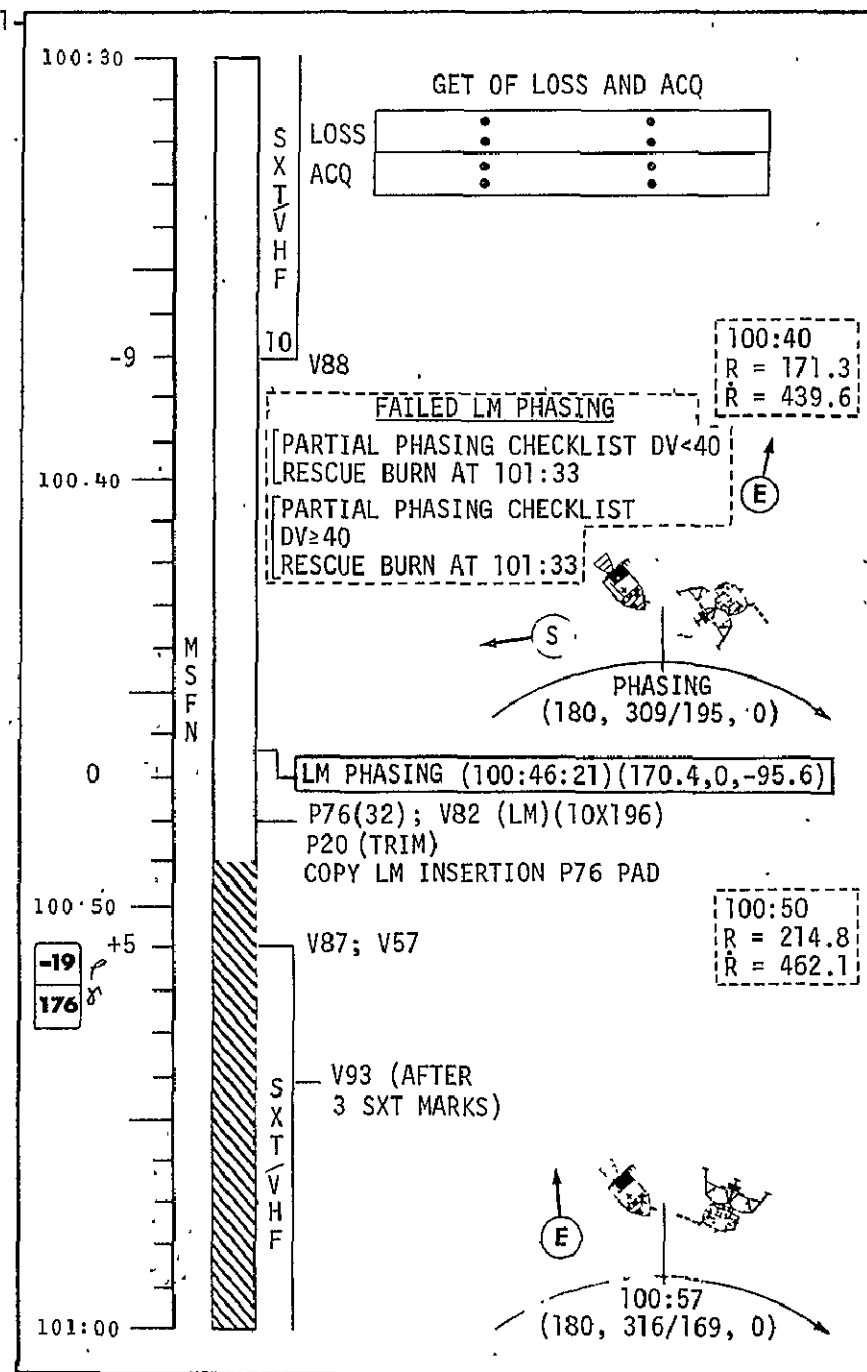 100:30
GET OF LOSS AND ACQ
LOSS
ACQ
SXT/VHF
10
-9
V88
100:40
R = 171.3
Ṙ = 439.6
FAILED LM PHASING
PARTIAL PHASING CHECKLIST DV<40
RESCUE BURN AT 101:33
100.40
PARTIAL PHASING CHECKLIST
DV≥40
RESCUE BURN AT 101:33
E
S
MSFN
PHASING
(180, 309/195, 0)
0
LM PHASING (100:46:21)(170.4,0,-95.6)
P76(32); V82 (LM)(10X196)
P20 (TRIM)
COPY LM INSERTION P76 PAD
100:50
100:50
R = 214.8
Ṙ = 462.1
+5
V87; V57
-19 ρ
176 γ
V93 (AFTER
3 SXT MARKS)
SXT/VHF
E
100:57
(180, 316/169, 0)
101:00